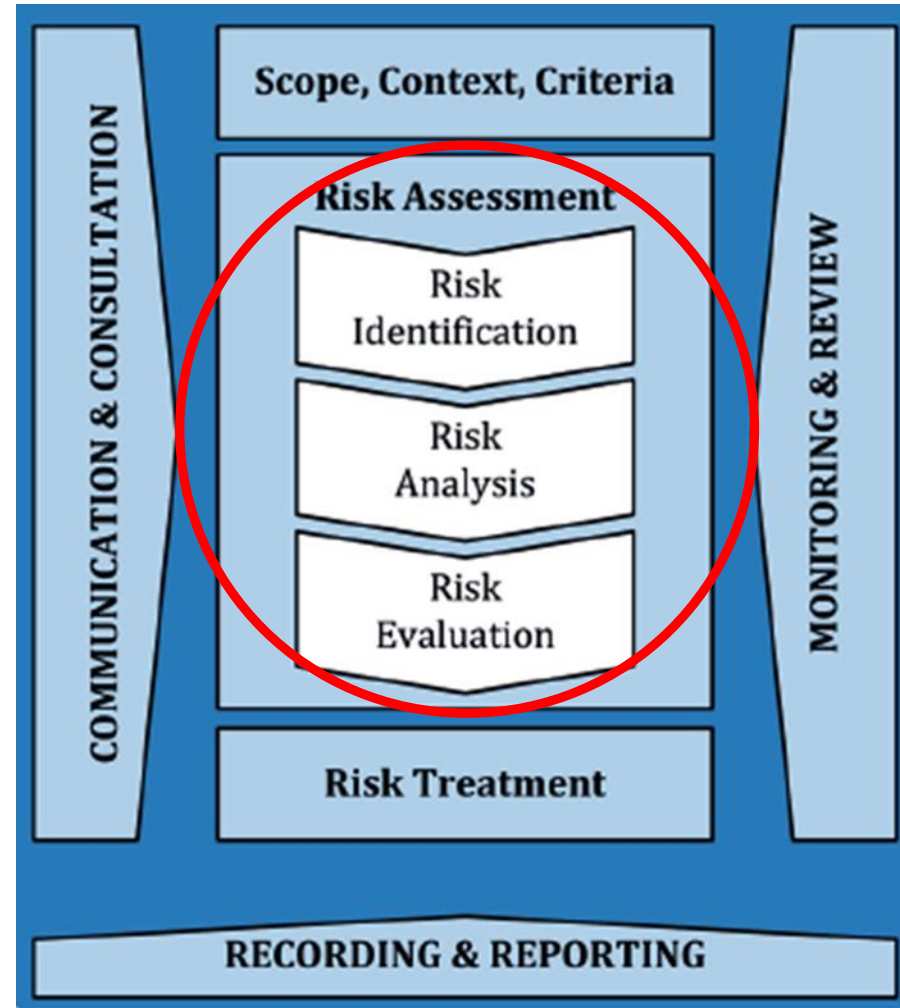 Scope, Context, Criteria
COMMUNICATION & CONSULTATION
Risk Assessment
Risk
Identification
Risk
Analysis
Risk
Evaluation
MONITORING & REVIEW
Risk Treatment
RECORDING & REPORTING